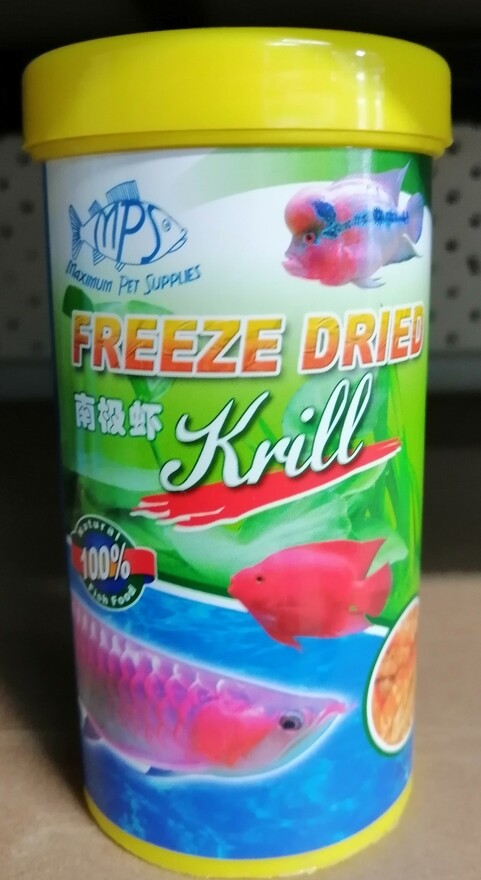 MPS
MAXIMUM PET SUPPLIES
FREEZE DRIED
南极虾
Krill
Natural
100%
Fish Food